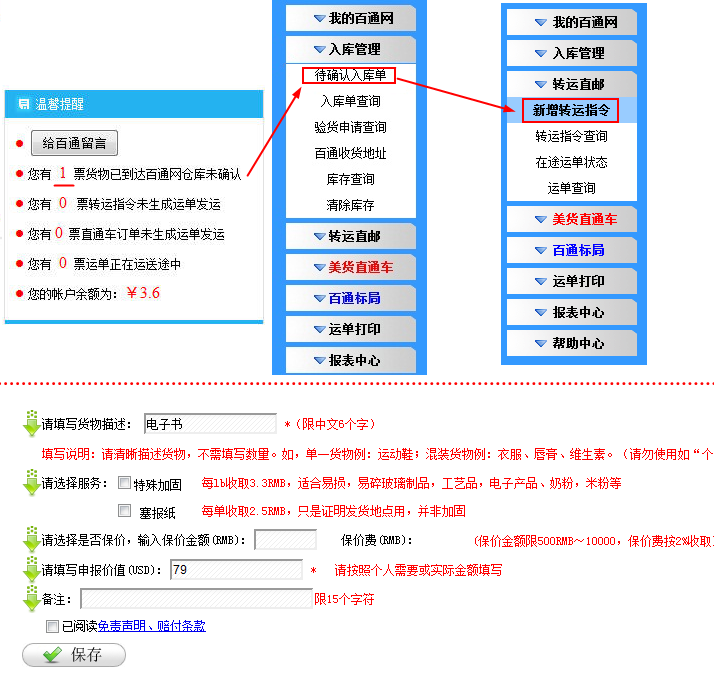 温馨提醒
给百通留言
您有 1 票货物已到达百通网仓库未确认
您有 0 票转运指令未生成运单发运
您有 0 票直通车订单未生成运单发运
您有 0 票运单正在运送途中
您的帐户余额为：￥3.6
我的百通网
入库管理
待确认入库单
入库单查询
验货申请查询
百通收货地址
库存查询
清除库存
转运直邮
美货直通车
百通标局
运单打印
报表中心
我的百通网
入库管理
转运直邮
新增转运指令
转运指令查询
在途运单状态
运单查询
美货直通车
百通标局
运单打印
报表中心
帮助中心
请填写货物描述： 电子书 *（限中文6个字）
填写说明：请清晰描述货物，不需填写数量。如，单一货物例：运动鞋；混装货物例：衣服、唇膏、维生素。（请勿使用如“个
请选择服务： 特殊加固 每lb收取3.3RMB，适合易损，易碎玻璃制品，工艺品，电子产品、奶粉，米粉等
塞报纸 每单收取2.5RMB，只是证明发货地点用，并非加固
请选择是否保价，输入保价金额(RMB)： 保价费(RMB)： （保价金额限500RMB～10000，保价费按2%收取
请填写申报价值(USD)： 79 * 请按照个人需要或实际金额填写
备注： 限15个字符
已阅读免责声明、赔付条款
保存